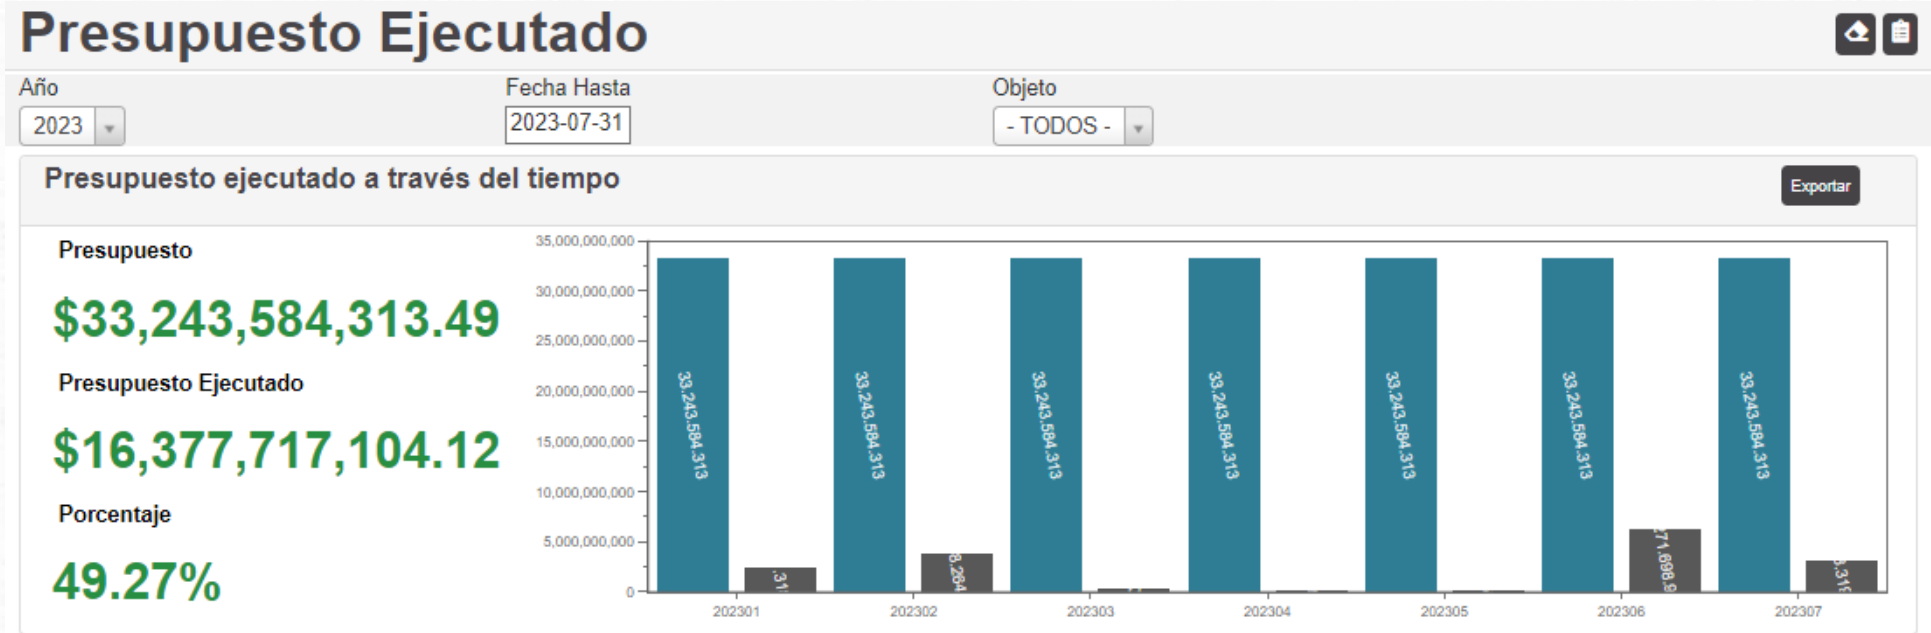 Presupuesto Ejecutado
Año
Fecha Hasta
Objeto
2023
2023-07-31
- TODOS -
Presupuesto ejecutado a través del tiempo
Exportar
Presupuesto
$33,243,584,313.49
Presupuesto Ejecutado
$16,377,717,104.12
Porcentaje
49.27%
35,000,000,000
30,000,000,000
25,000,000,000
20,000,000,000
15,000,000,000
10,000,000,000
5,000,000,000
0
33.243.584.313
33.243.584.313
33.243.584.313
33.243.584.313
33.243.584.313
33.243.584.313
33.243.584.313
202301
202302
202303
202304
202305
202306
202307